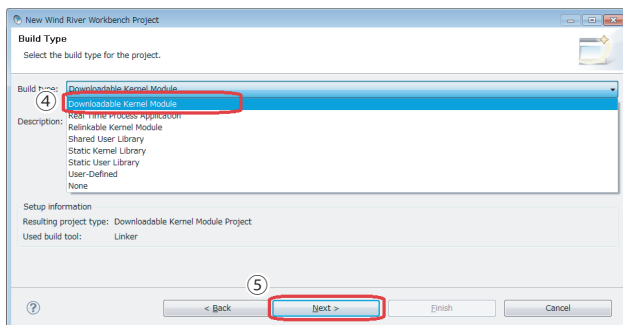 New Wind River Workbench Project
Build Type
Select the build type for the project.
Build type: Downloadable Kernel Module
④
Downloadable Kernel Module
Real Time Process Application
Description:
Relinkable Kernel Module
Shared User Library
Static Kernel Library
Static User Library
User-Defined
None
Setup information
Resulting project type: Downloadable Kernel Module Project
Used build tool: Linker
⑤
? < Back Next > Finish Cancel